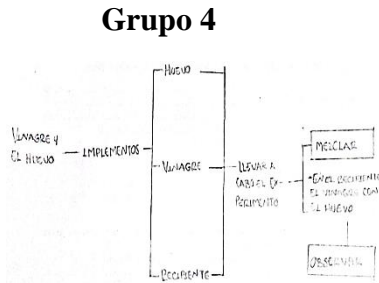 Grupo 4
HUEVO
VINAGRE Y
EL HUEVO
IMPLEMENTOS
VINAGRE
LLEVAR A
CABO EL EX
PERIMENTO
MEZCLAR
EN EL RECIPIENTE
EL VINAGRE CON
EL HUEVO
RECIPIENTE
OBSERVAR